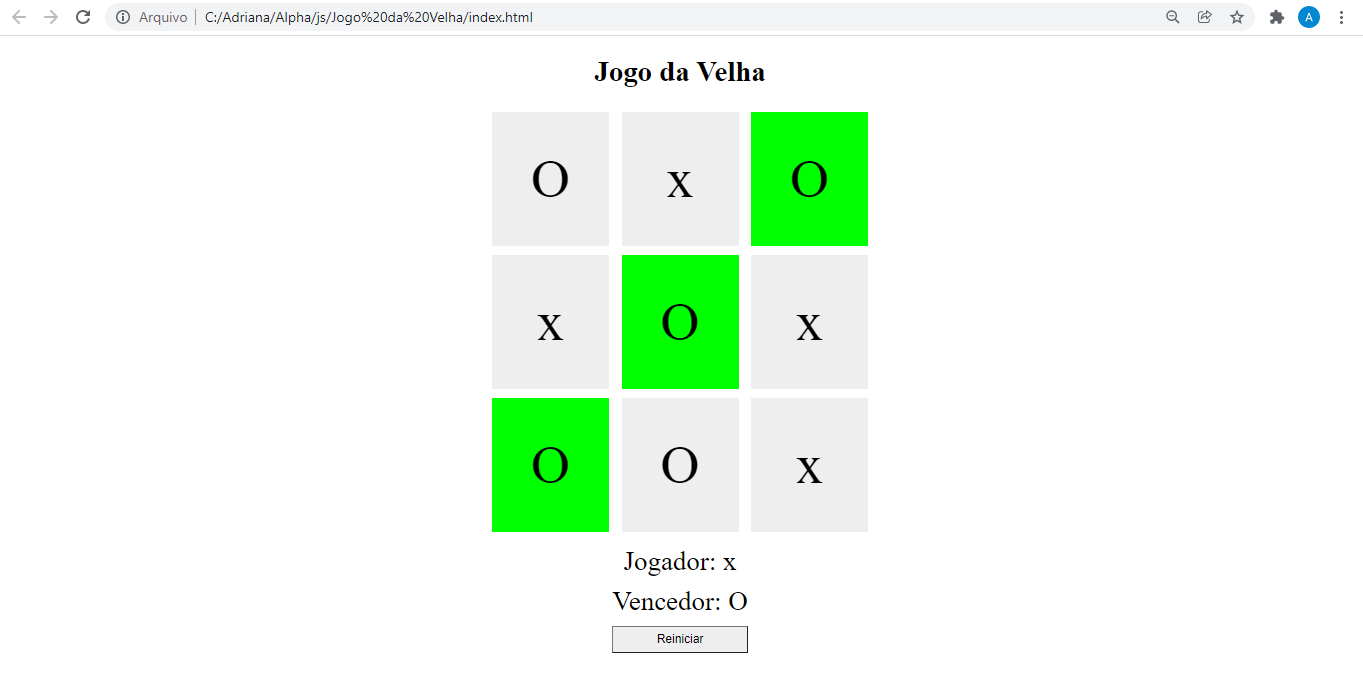 Arquivo C:/Adriana/Alpha/js/Jogo%20da%20Velha/index.html A
Jogo da Velha
O x O
x O x
O O x
Jogador: x
Vencedor: O
Reiniciar